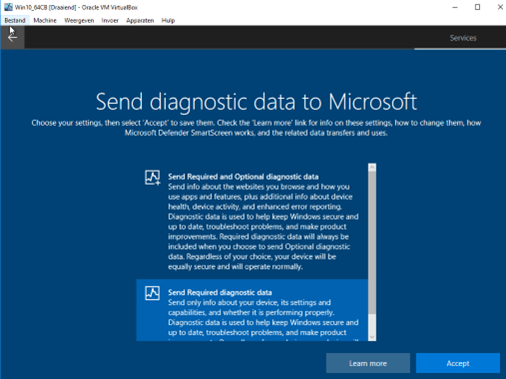 Win10_64CB [Draaiend] - Oracle VM VirtualBox
Bestand Machine Weergeven Invoer Apparaten Hulp
Services
Send diagnostic data to Microsoft
Choose your settings, then select 'Accept' to save them. Check the 'Learn more' link for info on these settings, how to change them, how
Microsoft Defender SmartScreen works, and the related data transfers and uses.
Send Required and Optional diagnostic data
Send info about the websites you browse and how you
use apps and features, plus additional info about device
health, device activity, and enhanced error reporting.
Diagnostic data is used to help keep Windows secure and
up to date, troubleshoot problems, and make product
improvements. Required diagnostic data will always be
included when you choose to send Optional diagnostic
data. Regardless of your choice, your device will be
equally secure and will operate normally.
Send Required diagnostic data
Send only info about your device, its settings and
capabilities, and whether it is performing properly.
Diagnostic data is used to help keep Windows secure and
up to date, troubleshoot problems, and make product
Learn more
Accept